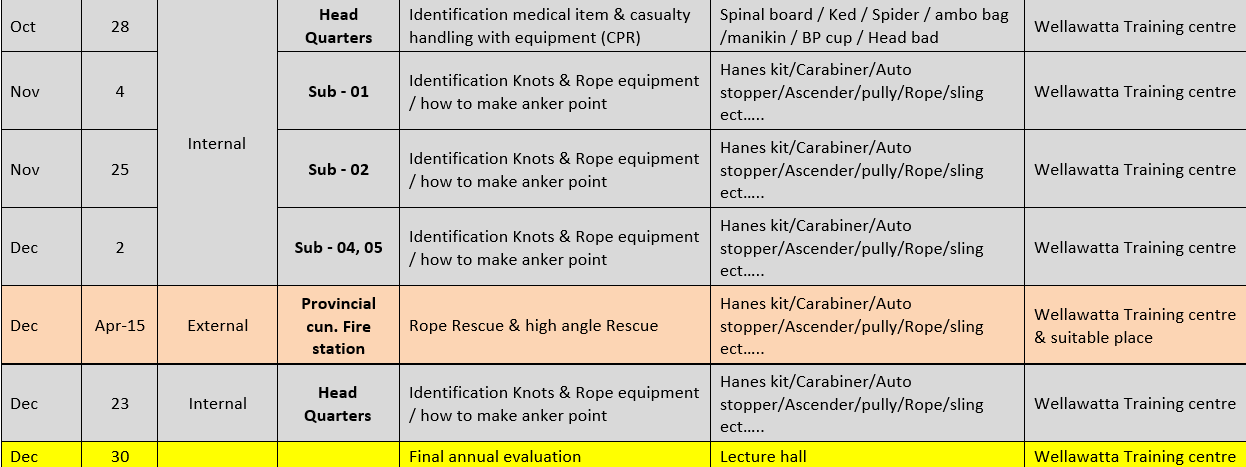 Oct 28 Head Quarters Identification medical item & casualty handling with equipment (CPR) Spinal board / Ked / Spider / ambo bag /manikin / BP cup / Head bad Wellawatta Training centre
Internal
Nov 4 Sub - 01 Identification Knots & Rope equipment / how to make anker point Hanes kit/Carabiner/Auto stopper/Ascender/pully/Rope/sling ect.....  Wellawatta Training centre
Nov 25 Sub - 02 Identification Knots & Rope equipment / how to make anker point Hanes kit/Carabiner/Auto stopper/Ascender/pully/Rope/sling ect..... Wellawatta Training centre
Dec 2 Sub - 04, 05 Identification Knots & Rope equipment / how to make anker point Hanes kit/Carabiner/Auto stopper/Ascender/pully/Rope/sling ect..... Wellawatta Training centre
Dec Apr-15 External Provincial cun. Fire station Rope Rescue & high angle Rescue Hanes kit/Carabiner/Auto stopper/Ascender/pully/Rope/sling ect..... Wellawatta Training centre & suitable place
Dec 23 Internal Head Quarters Identification Knots & Rope equipment / how to make anker point Hanes kit/Carabiner/Auto stopper/Ascender/pully/Rope/sling ect..... Wellawatta Training centre
Dec 30 Final annual evaluation Lecture hall Wellawatta Training centre